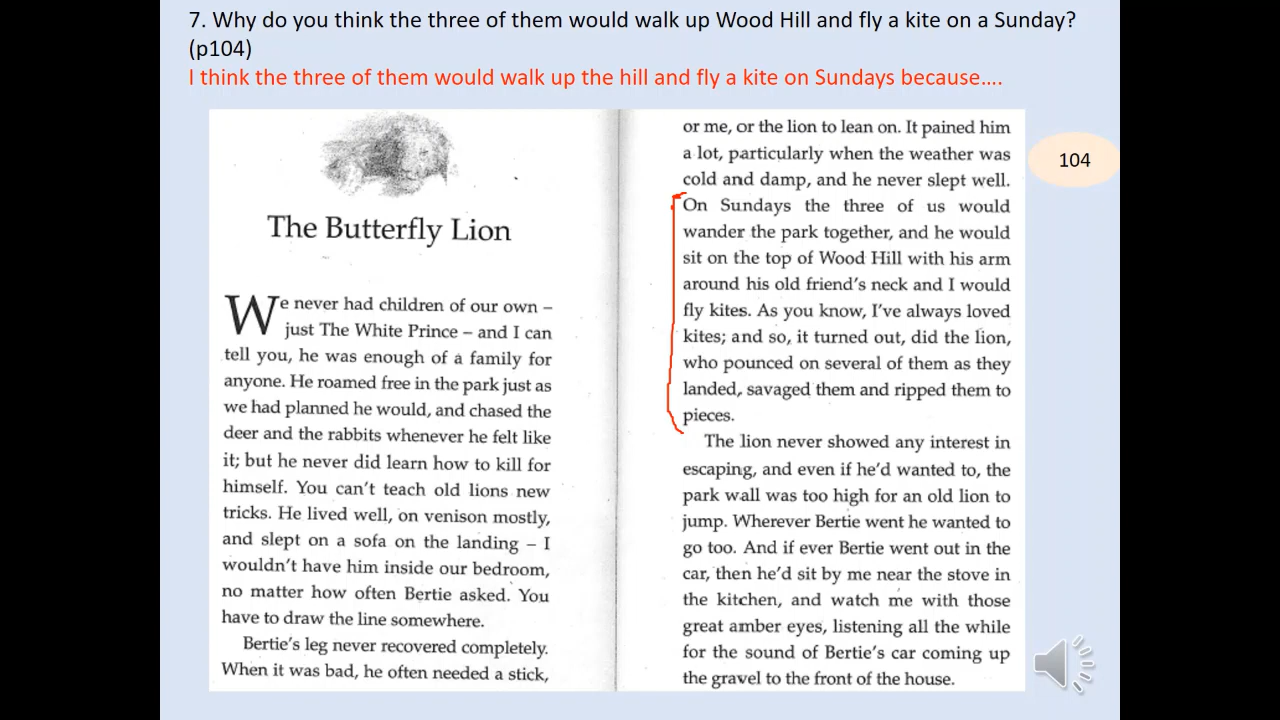 7. Why do you think the three of them would walk up Wood Hill and fly a kite on a Sunday?
(p104)
I think the three of them would walk up the hill and fly a kite on Sundays because….
The Butterfly Lion
We never had children of our own –
just The White Prince – and I can
tell you, he was enough of a family for
anyone. He roamed free in the park just as
we had planned he would, and chased the
deer and the rabbits whenever he felt like
it; but he never did learn how to kill for
himself. You can't teach old lions new
tricks. He lived well, on venison mostly,
and slept on a sofa on the landing – I
wouldn't have him inside our bedroom,
no matter how often Bertie asked. You
have to draw the line somewhere.
Bertie's leg never recovered completely.
When it was bad, he often needed a stick,
or me, or the lion to lean on. It pained him
a lot, particularly when the weather was
cold and damp, and he never slept well.
On Sundays the three of us would
wander the park together, and he would
sit on the top of Wood Hill with his arm
around his old friend's neck and I would
fly kites. As you know, I've always loved
kites; and so, it turned out, did the lion,
who pounced on several of them as they
landed, savaged them and ripped them to
pieces.
The lion never showed any interest in
escaping, and even if he'd wanted to, the
park wall was too high for an old lion to
jump. Wherever Bertie went he wanted to
go too. And if ever Bertie went out in the
car, then he'd sit by me near the stove in
the kitchen, and watch me with those
great amber eyes, listening all the while
for the sound of Bertie's car coming up
the gravel to the front of the house.
104